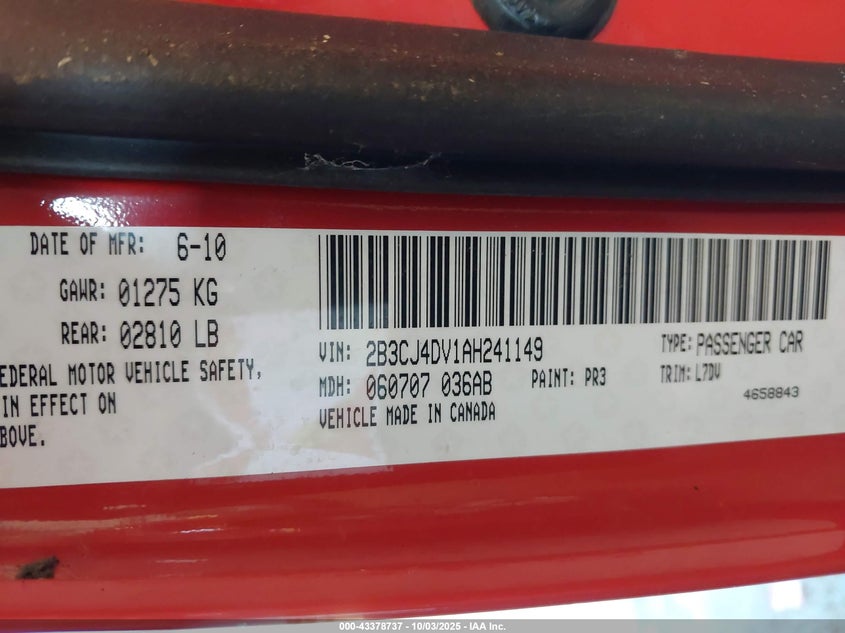 DATE OF MFR: 6-10
GAWR: 01275 KG
REAR: 02810 LB
EDERAL MOTOR VEHICLE SAFETY,
IN EFFECT ON
BOVE.
VIN: 2B3CJ4DV1AH241149
TYPE: PASSENGER CAR
MDH: 060707 036AB
PAINT: PR3
TRIM: L7DV
VEHICLE MADE IN CANADA
4658843
000-43378737 - 10/03/2025 - IAA Inc.